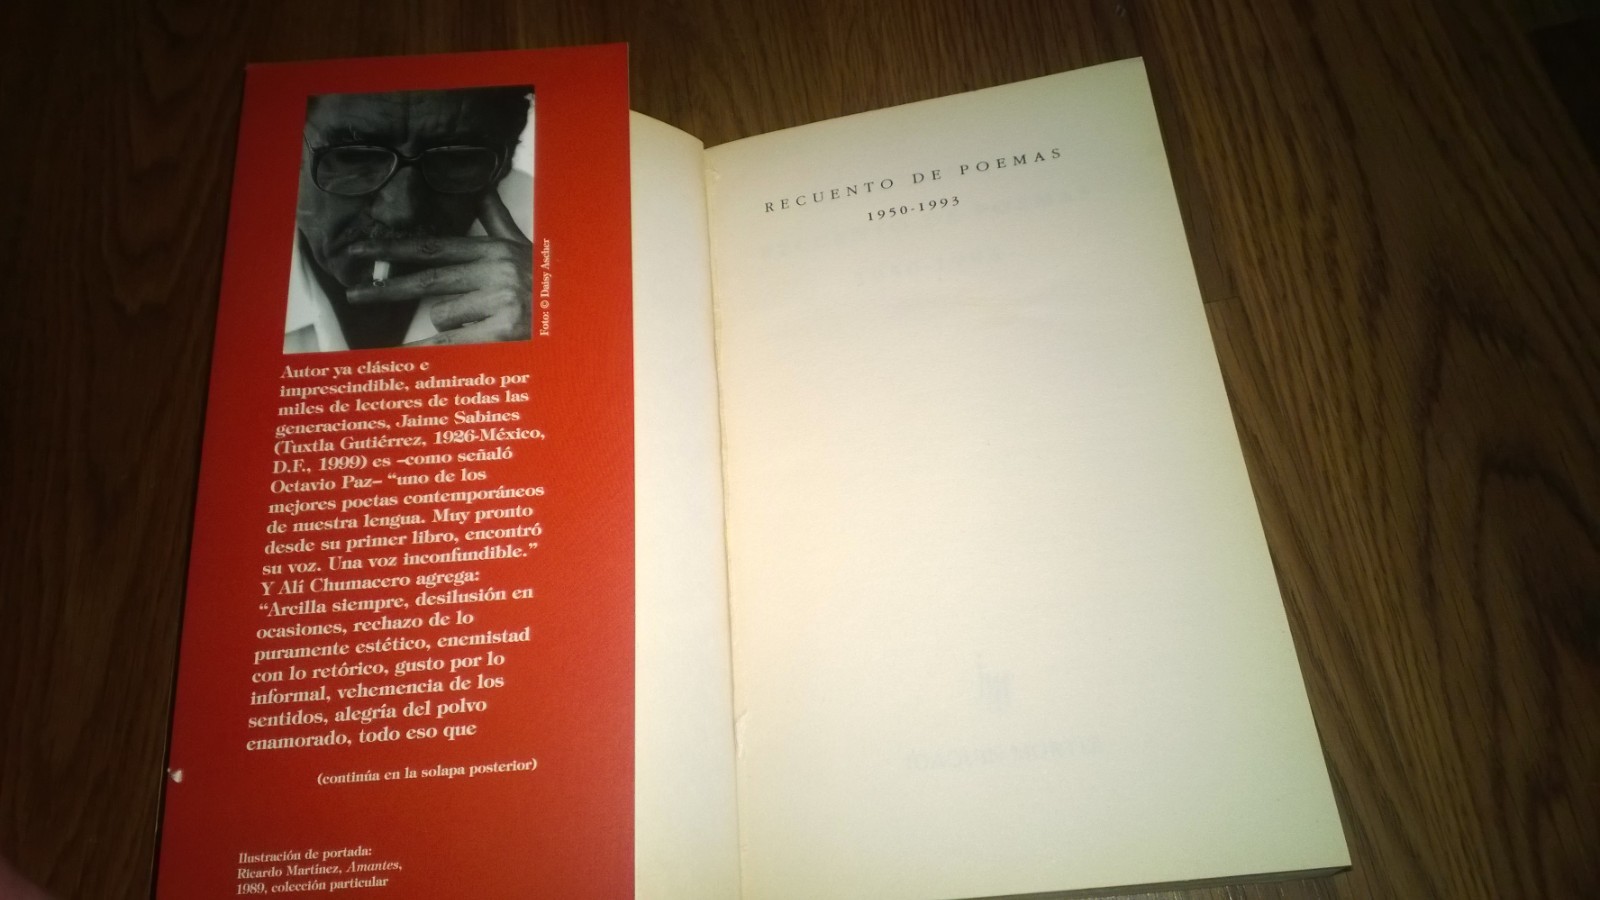 Foto: © Daisy Ascher
Autor ya clásico e
imprescindible, admirado por
miles de lectores de todas las
generaciones, Jaime Sabines
(Tuxtla Gutiérrez, 1926-México,
D.F., 1999) es –como señaló
Octavio Paz– “uno de los
mejores poetas contemporáneos
de nuestra lengua. Muy pronto
desde su primer libro, encontró
su voz. Una voz inconfundible.”
Y Alí Chumacero agrega:
“Arcilla siempre, desilusión en
ocasiones, rechazo de lo
puramente estético, enemistad
con lo retórico, gusto por lo
informal, vehemencia de los
sentidos, alegría del polvo
enamorado, todo eso que
(continúa en la solapa posterior)
Ilustración de portada:
Ricardo Martínez, Amantes,
1989, colección particular
RECUENTO DE POEMAS
1950-1993